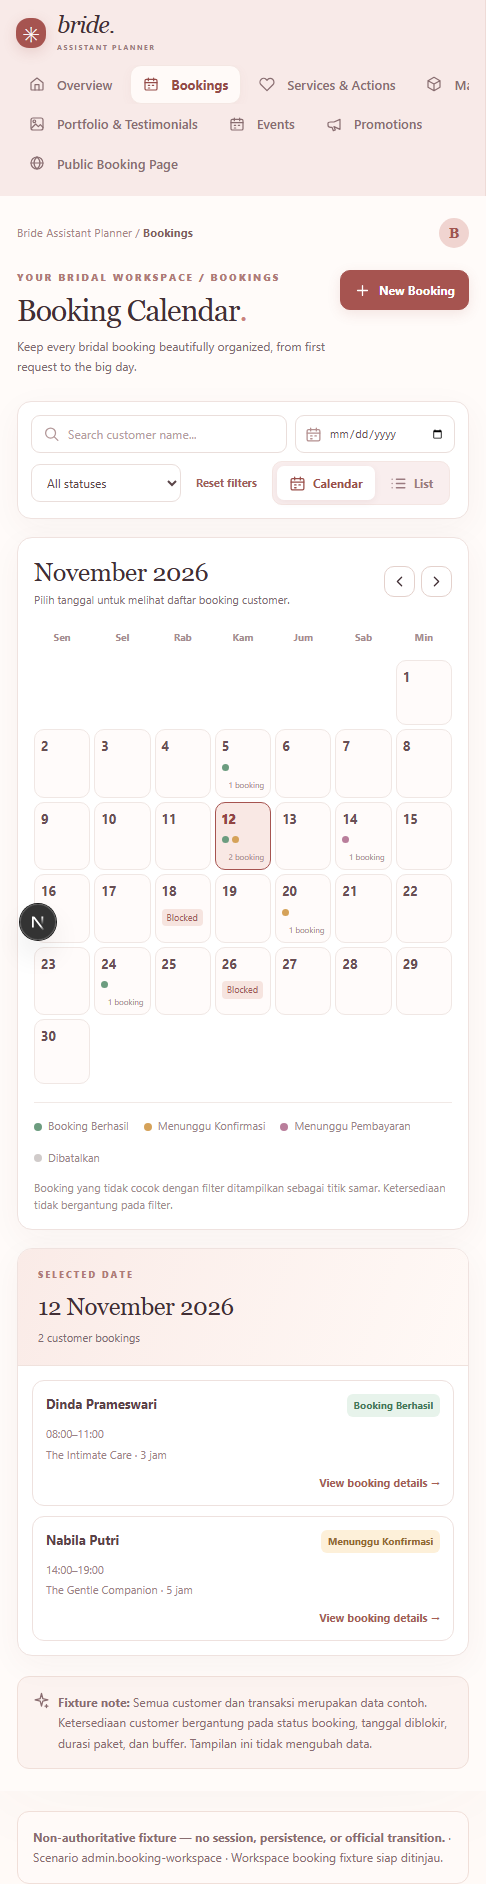 bride.
ASSISTANT PLANNER
Overview Bookings Services & Actions Ma
Portfolio & Testimonials Events Promotions
Public Booking Page
Bride Assistant Planner / Bookings B
YOUR BRIDAL WORKSPACE / BOOKINGS
Booking Calendar.
+ New Booking
Keep every bridal booking beautifully organized, from first
request to the big day.
Search customer name... mm/dd/yyyy
All statuses Reset filters Calendar List
November 2026
Pilih tanggal untuk melihat daftar booking customer.
Sen Sel Rab Kam Jum Sab Min
1
2 3 4 5 6 7 8
1 booking
9 10 11 12 13 14 15
2 booking 1 booking
16 17 18 19 20 21 22
N Blocked 1 booking
23 24 25 26 27 28 29
1 booking Blocked
30
Booking Berhasil Menunggu Konfirmasi Menunggu Pembayaran
Dibatalkan
Booking yang tidak cocok dengan filter ditampilkan sebagai titik samar. Ketersediaan
tidak bergantung pada filter.
SELECTED DATE
12 November 2026
2 customer bookings
Dinda Prameswari Booking Berhasil
08:00–11:00
The Intimate Care · 3 jam
View booking details →
Nabila Putri Menunggu Konfirmasi
14:00–19:00
The Gentle Companion · 5 jam
View booking details →
Fixture note: Semua customer dan transaksi merupakan data contoh.
Ketersediaan customer bergantung pada status booking, tanggal diblokir,
durasi paket, dan buffer. Tampilan ini tidak mengubah data.
Non-authoritative fixture — no session, persistence, or official transition. ·
Scenario admin.booking-workspace · Workspace booking fixture siap ditinjau.